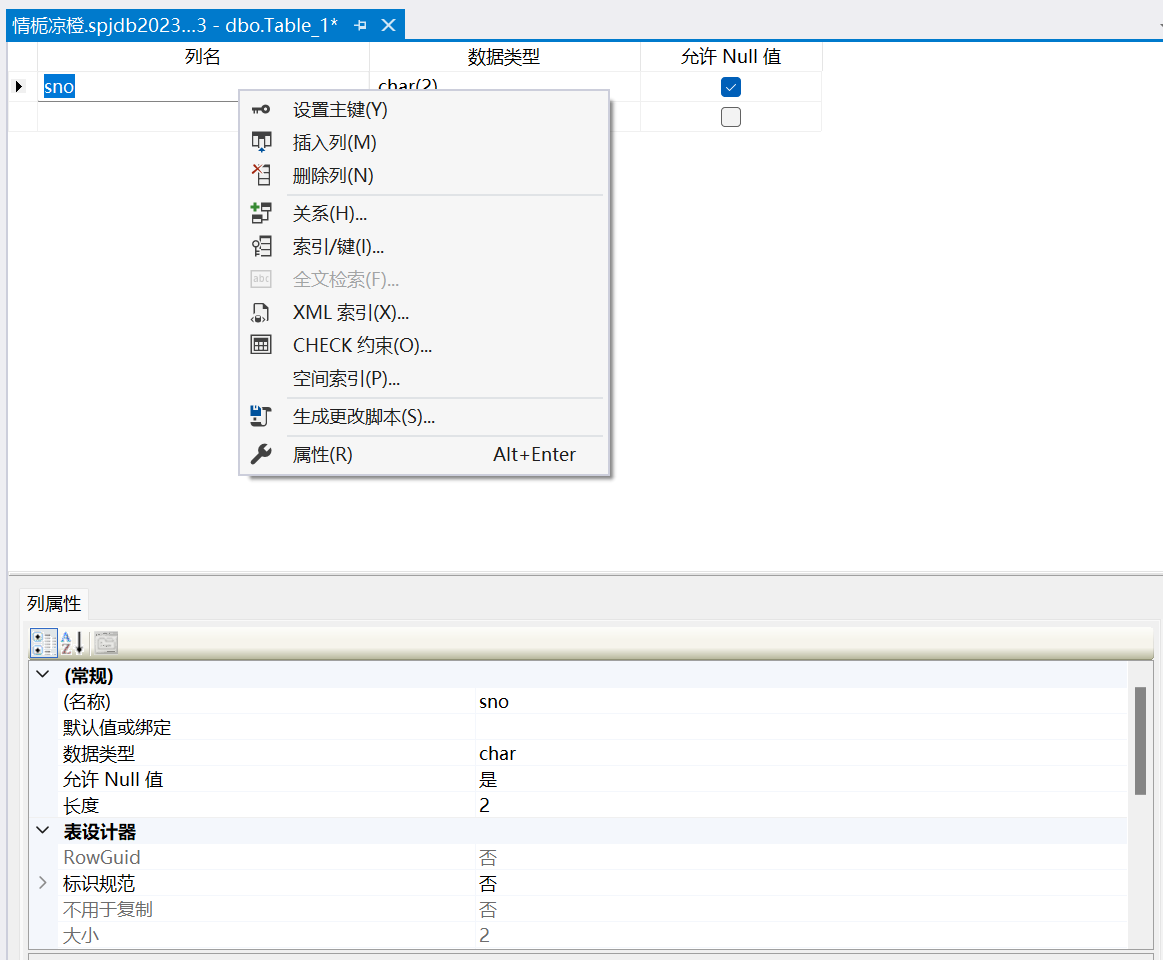 情栀凉橙.spjdb2023...3 - dbo.Table_1*
列名 数据类型 允许 Null 值
sno char(2)
设置主键(Y)
插入列(M)
删除列(N)
关系(H)...
索引/键(I)...
abc 全文检索(F)...
XML 索引(X)...
CHECK 约束(O)...
空间索引(P)...
生成更改脚本(S)...
属性(R) Alt+Enter
列属性
(常规)
(名称) sno
默认值或绑定
数据类型 char
允许 Null 值 是
长度 2
表设计器
RowGuid 否
标识规范 否
不用于复制 否
大小 2